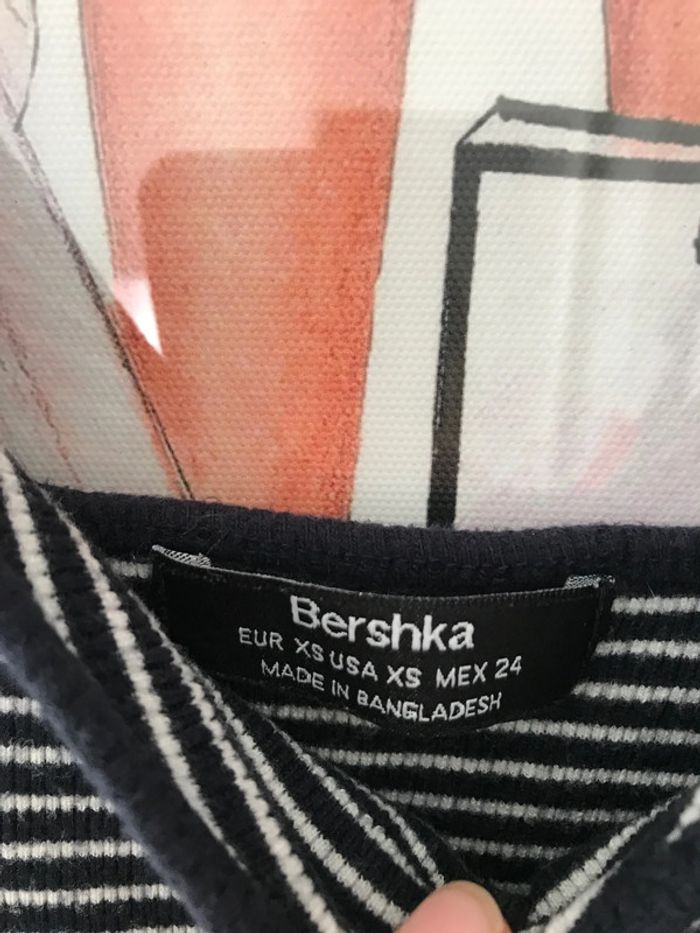 Bershka
EUR XS USA XS MEX 24
MADE IN BANGLADESH